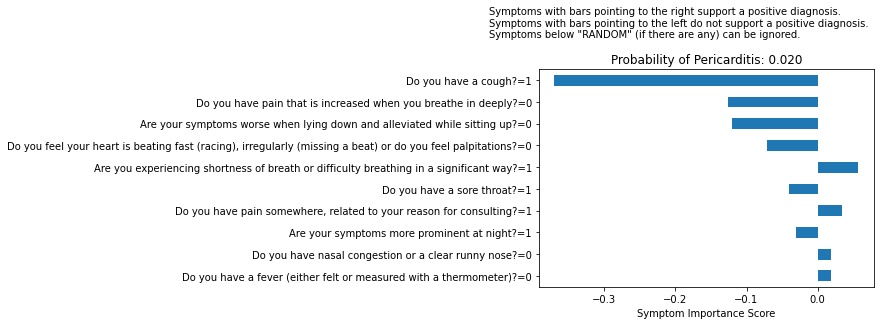 Symptoms with bars pointing to the right support a positive diagnosis.
Symptoms with bars pointing to the left do not support a positive diagnosis.
Symptoms below "RANDOM" (if there are any) can be ignored.
Probability of Pericarditis: 0.020
Do you have a cough?=1
Do you have pain that is increased when you breathe in deeply?=0
Are your symptoms worse when lying down and alleviated while sitting up?=0
Do you feel your heart is beating fast (racing), irregularly (missing a beat) or do you feel palpitations?=0
Are you experiencing shortness of breath or difficulty breathing in a significant way?=1
Do you have a sore throat?=1
Do you have pain somewhere, related to your reason for consulting?=1
Are your symptoms more prominent at night?=1
Do you have nasal congestion or a clear runny nose?=0
Do you have a fever (either felt or measured with a thermometer)?=0
−0.3 −0.2 −0.1 0.0
Symptom Importance Score